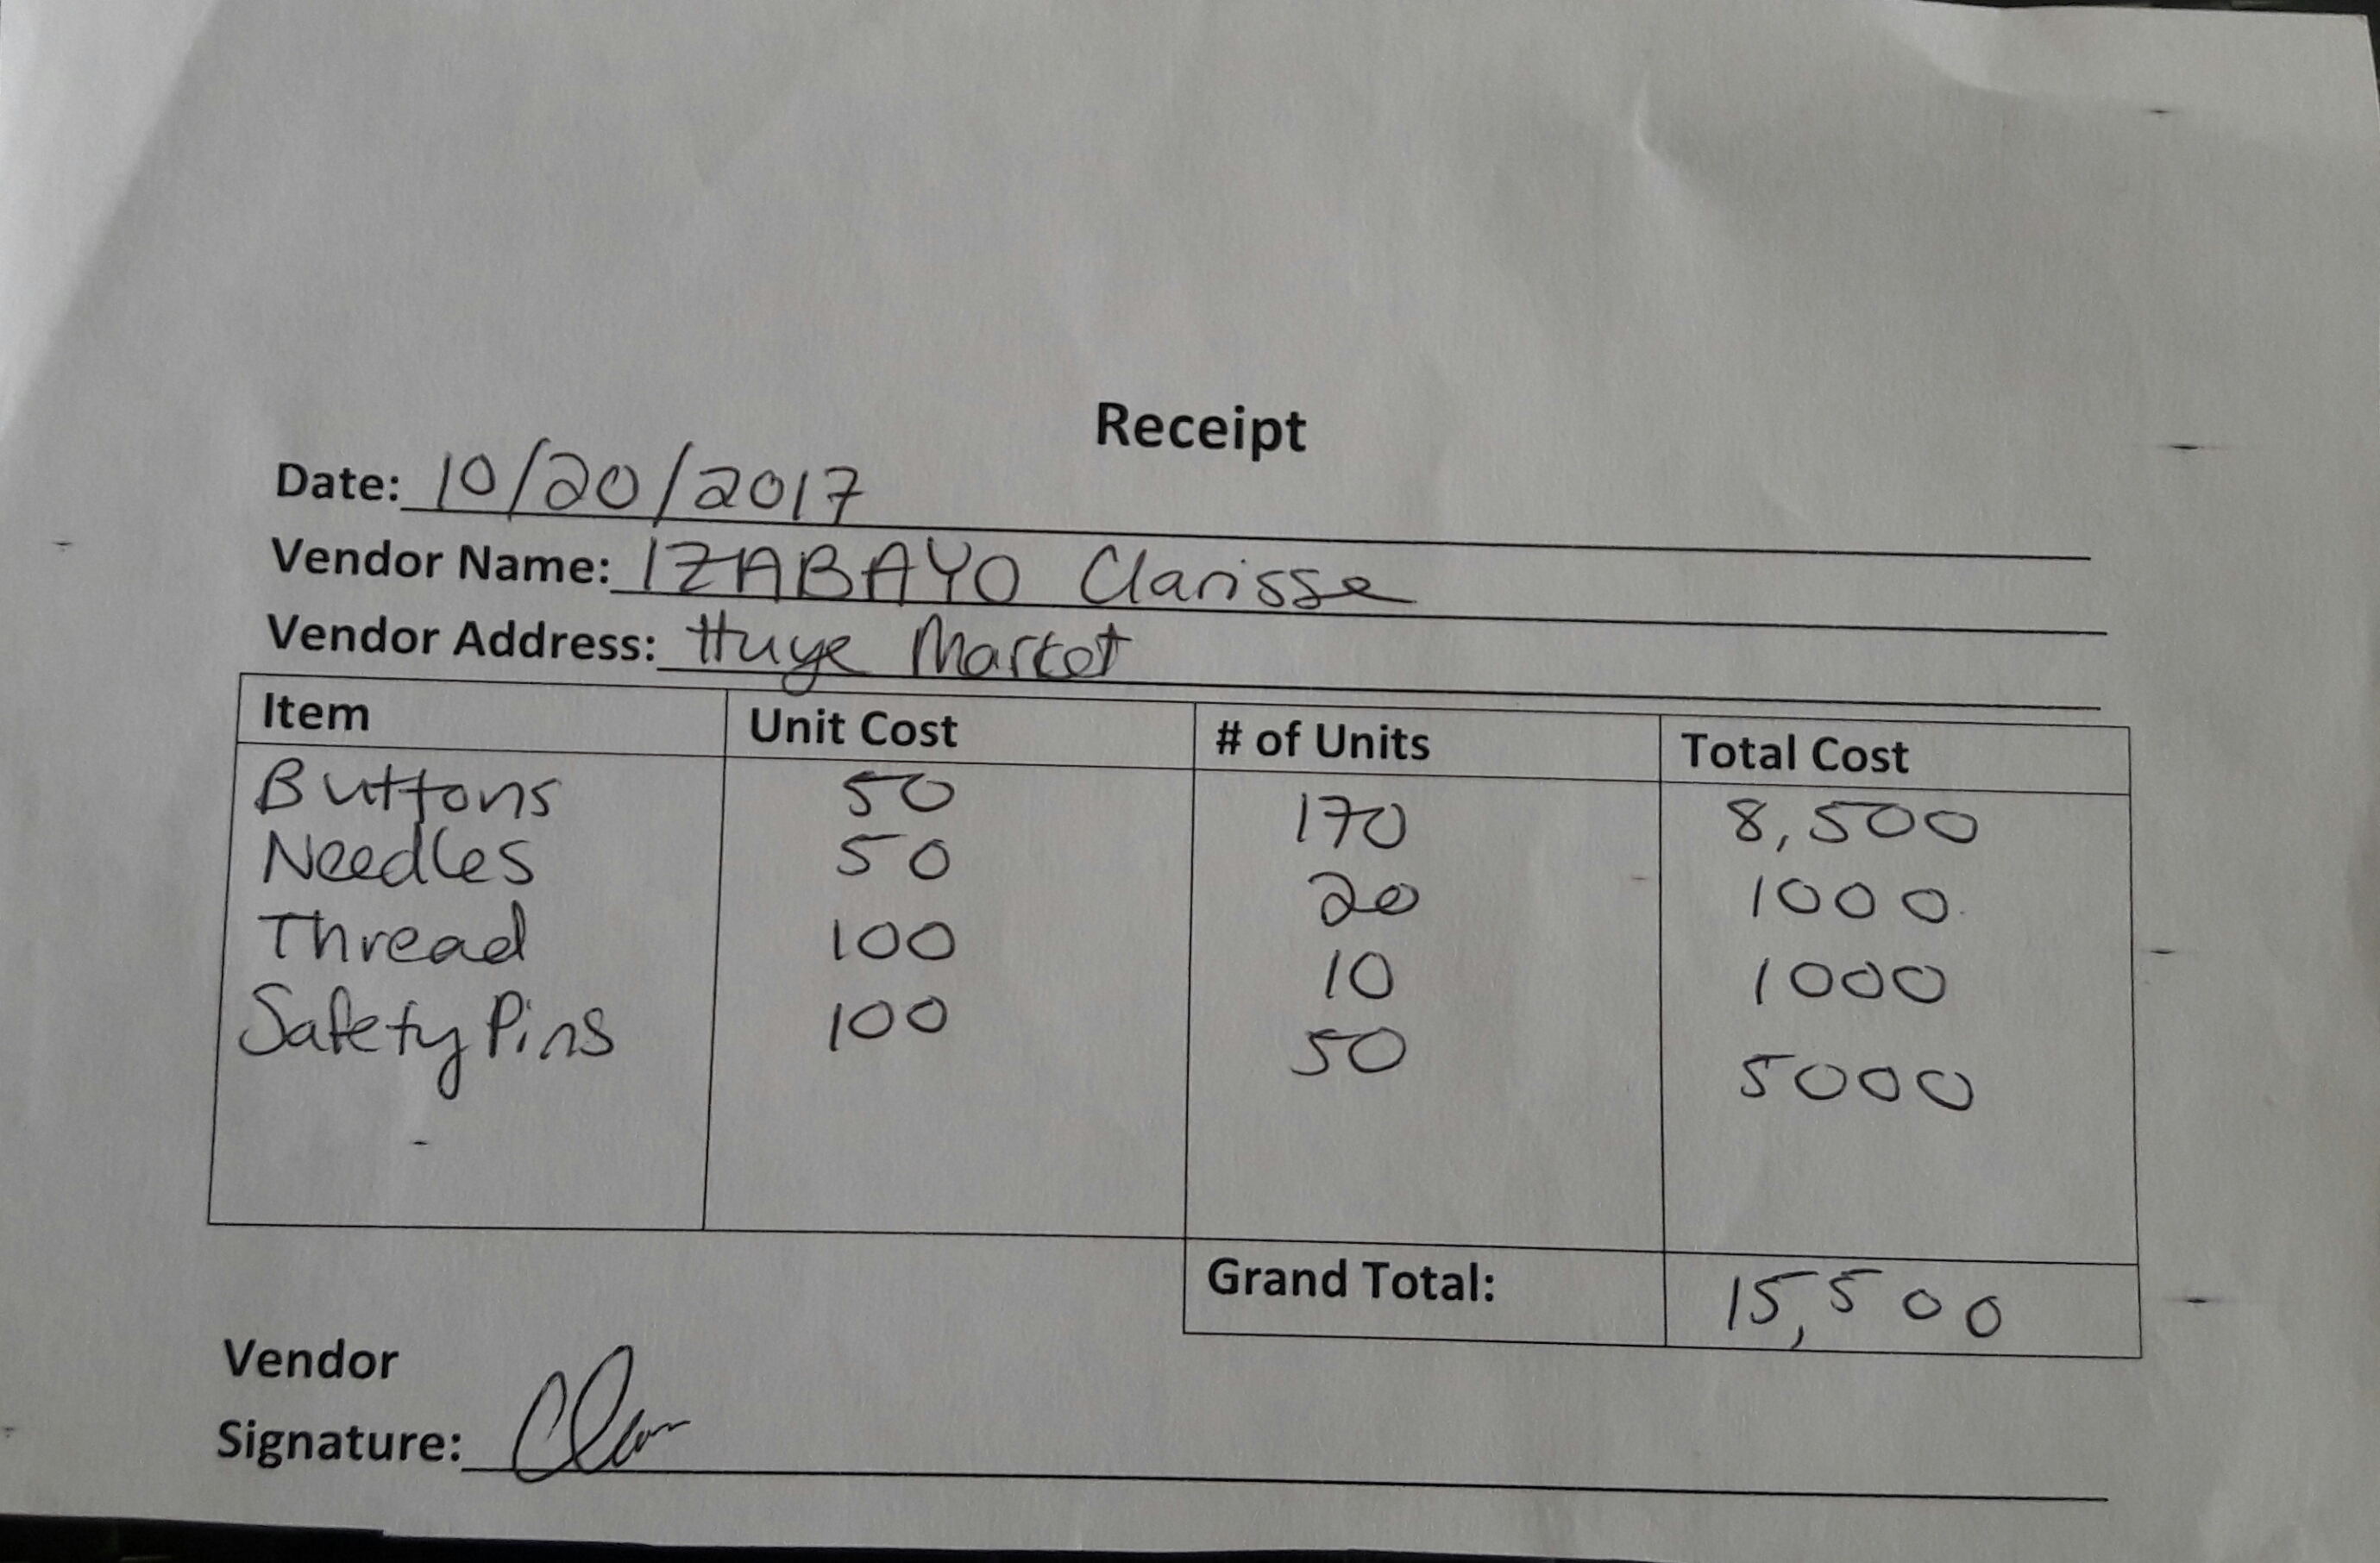 Receipt
Date: 10/20/2017
Vendor Name: IZABAYO Clarisse
Vendor Address: Huye Market
Item Unit Cost # of Units Total Cost
Buttons 50 170 8,500
Needles 50 20 1000
Thread 100 10 1000
Safety Pins 100 50 5000
Grand Total: 15,500
Vendor
Signature: